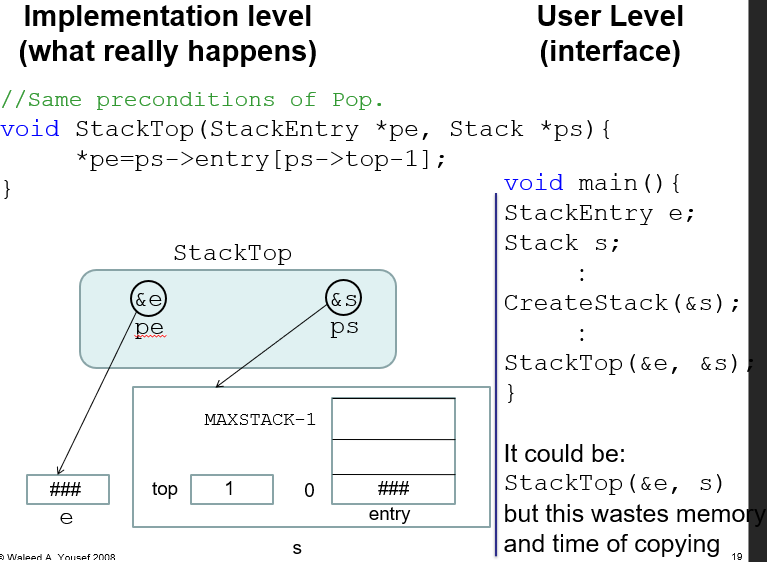 Implementation level
(what really happens)
User Level
(interface)
//Same preconditions of Pop.
void StackTop(StackEntry *pe, Stack *ps){
*pe=ps->entry[ps->top-1];
}
StackTop
&e
pe
&s
ps
MAXSTACK-1
top
1
0
###
entry
###
e
s
void main(){
StackEntry e;
Stack s;
:
CreateStack(&s);
:
StackTop(&e, &s);
}
It could be:
StackTop(&e, s)
but this wastes memory
and time of copying
© Waleed A. Yousef 2008
19